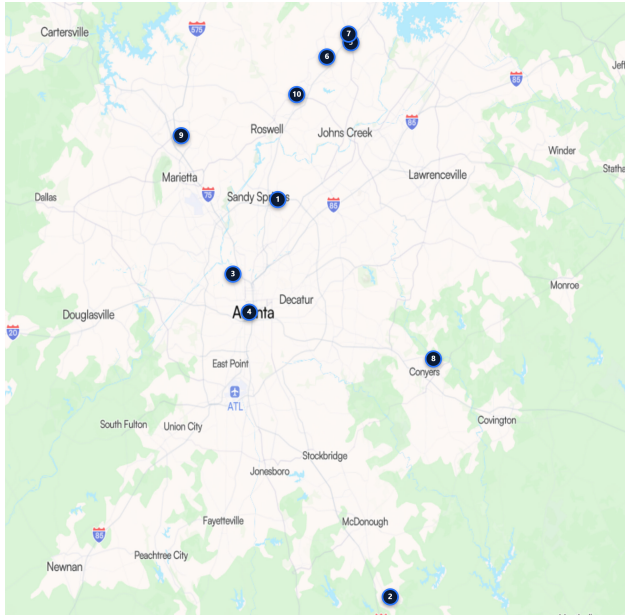 Cartersville
575
7
5
6
85
Jeff
10
85
9
Roswell
Johns Creek
Winder
Statha
Marietta
Lawrenceville
75
Dallas
Sandy Springs
1
85
3
Monroe
Decatur
Atlanta
4
Douglasville
20
8
East Point
Conyers
ATL
South Fulton
Union City
Covington
Stockbridge
Jonesboro
Fayetteville
McDonough
85
Peachtree City
Newnan
2